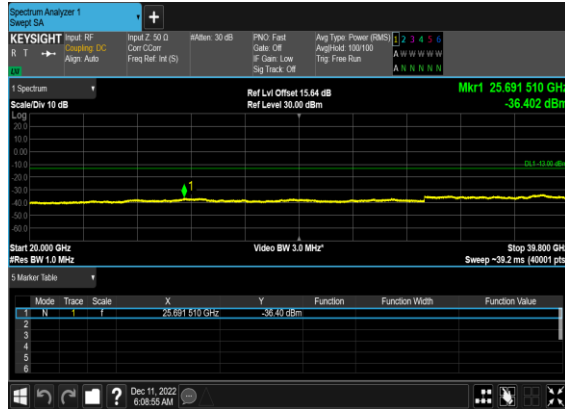 Spectrum Analyzer 1
Swept SA
KEYSIGHT
R T
Input: RF
Coupling: DC
Align: Auto
Input Z: 50 Ω
Corr CCorr
Freq Ref: Int (S)
#Atten: 30 dB
PNO: Fast
Gate: Off
IF Gain: Low
Sig Track: Off
Avg Type: Power (RMS)
Avg|Hold: 100/100
Trig: Free Run
1 2 3 4 5 6
A W W W W W
A N N N N N
1 Spectrum
Scale/Div 10 dB
Ref Lvl Offset 15.64 dB
Ref Level 30.00 dBm
Mkr1 25.691 510 GHz
-36.402 dBm
Log
20.0
10.0
0.00
-10.0
-20.0
-30.0
-40.0
-50.0
-60.0
DL1 -13.00 dBm
1
Start 20.000 GHz
#Res BW 1.0 MHz
Video BW 3.0 MHz*
Stop 39.800 GHz
Sweep ~39.2 ms (40001 pts)
5 Marker Table
Mode Trace Scale X Y Function Function Width Function Value
1 N 1 f 25.691 510 GHz -36.40 dBm
2
3
4
5
6
?
Dec 11, 2022
6:08:55 AM